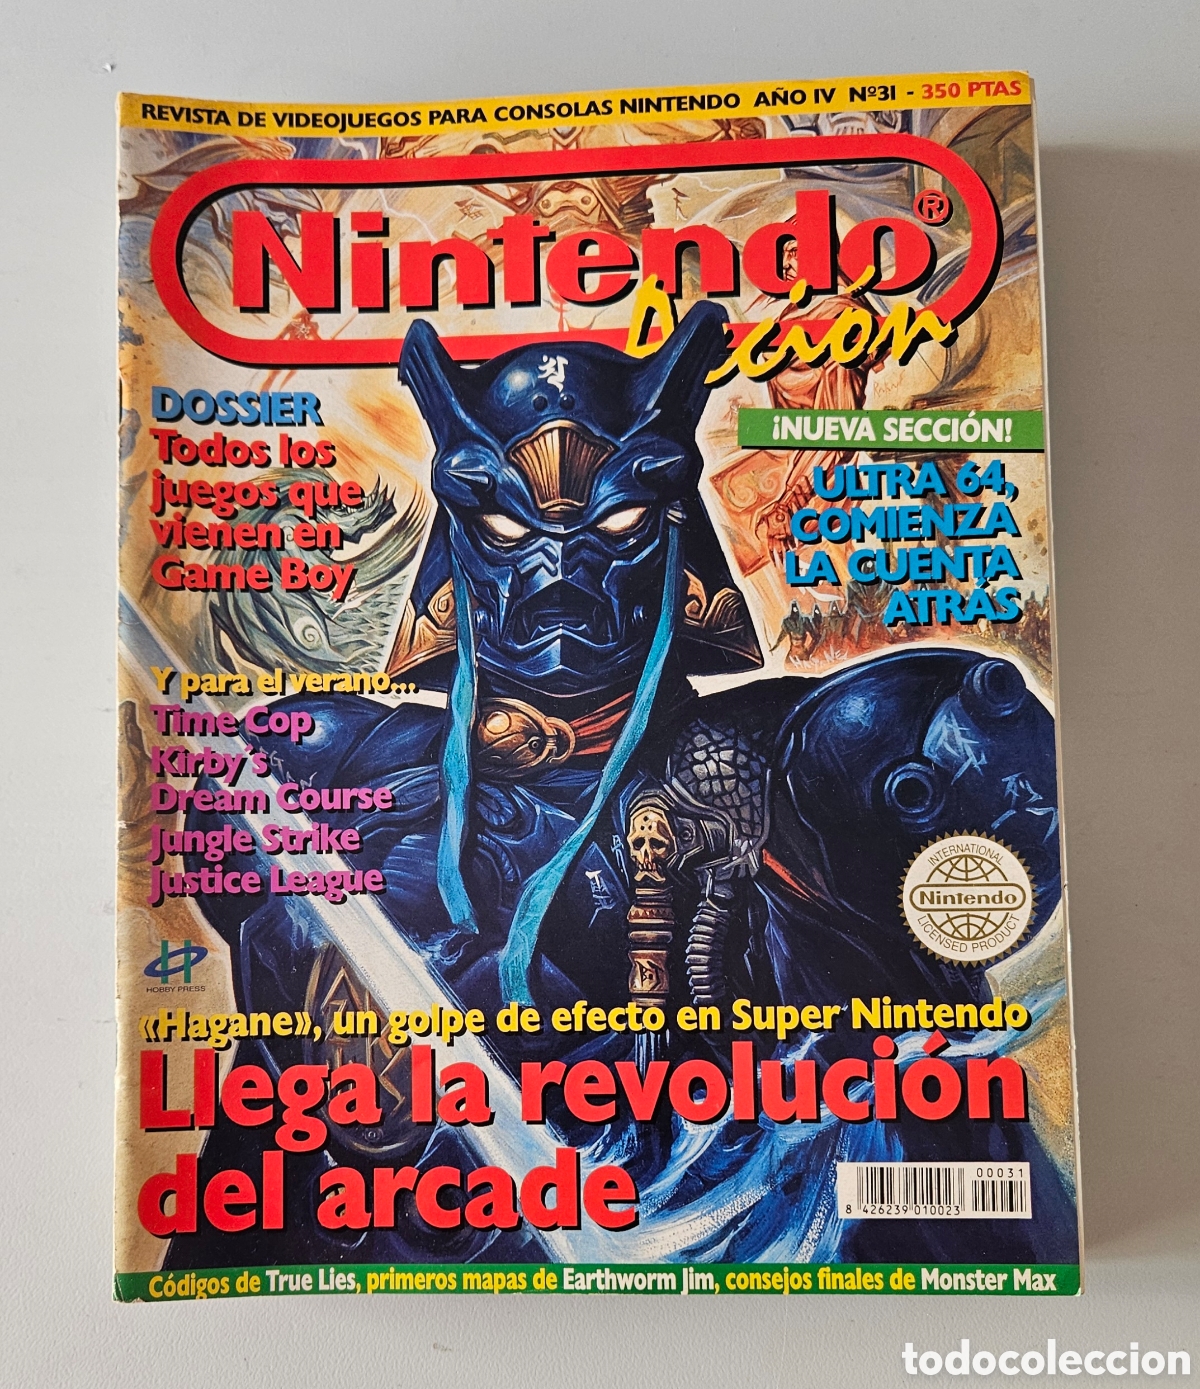 REVISTA DE VIDEOJUEGOS PARA CONSOLAS NINTENDO AÑO IV Nº31 - 350 PTAS
Nintendo®
Acción
DOSSIER
Todos los
juegos que
vienen en
Game Boy
¡NUEVA SECCIÓN!
ULTRA 64,
COMIENZA
LA CUENTA
ATRÁS
Y para el verano...
Time Cop
Kirby´s
Dream Course
Jungle Strike
Justice League
INTERNATIONAL
Nintendo
LICENSED PRODUCT
HOBBY PRESS
«Hagane», un golpe de efecto en Super Nintendo
Llega la revolución
del arcade
00031
8 426239 010023
Códigos de True Lies, primeros mapas de Earthworm Jim, consejos finales de Monster Max
todocoleccion